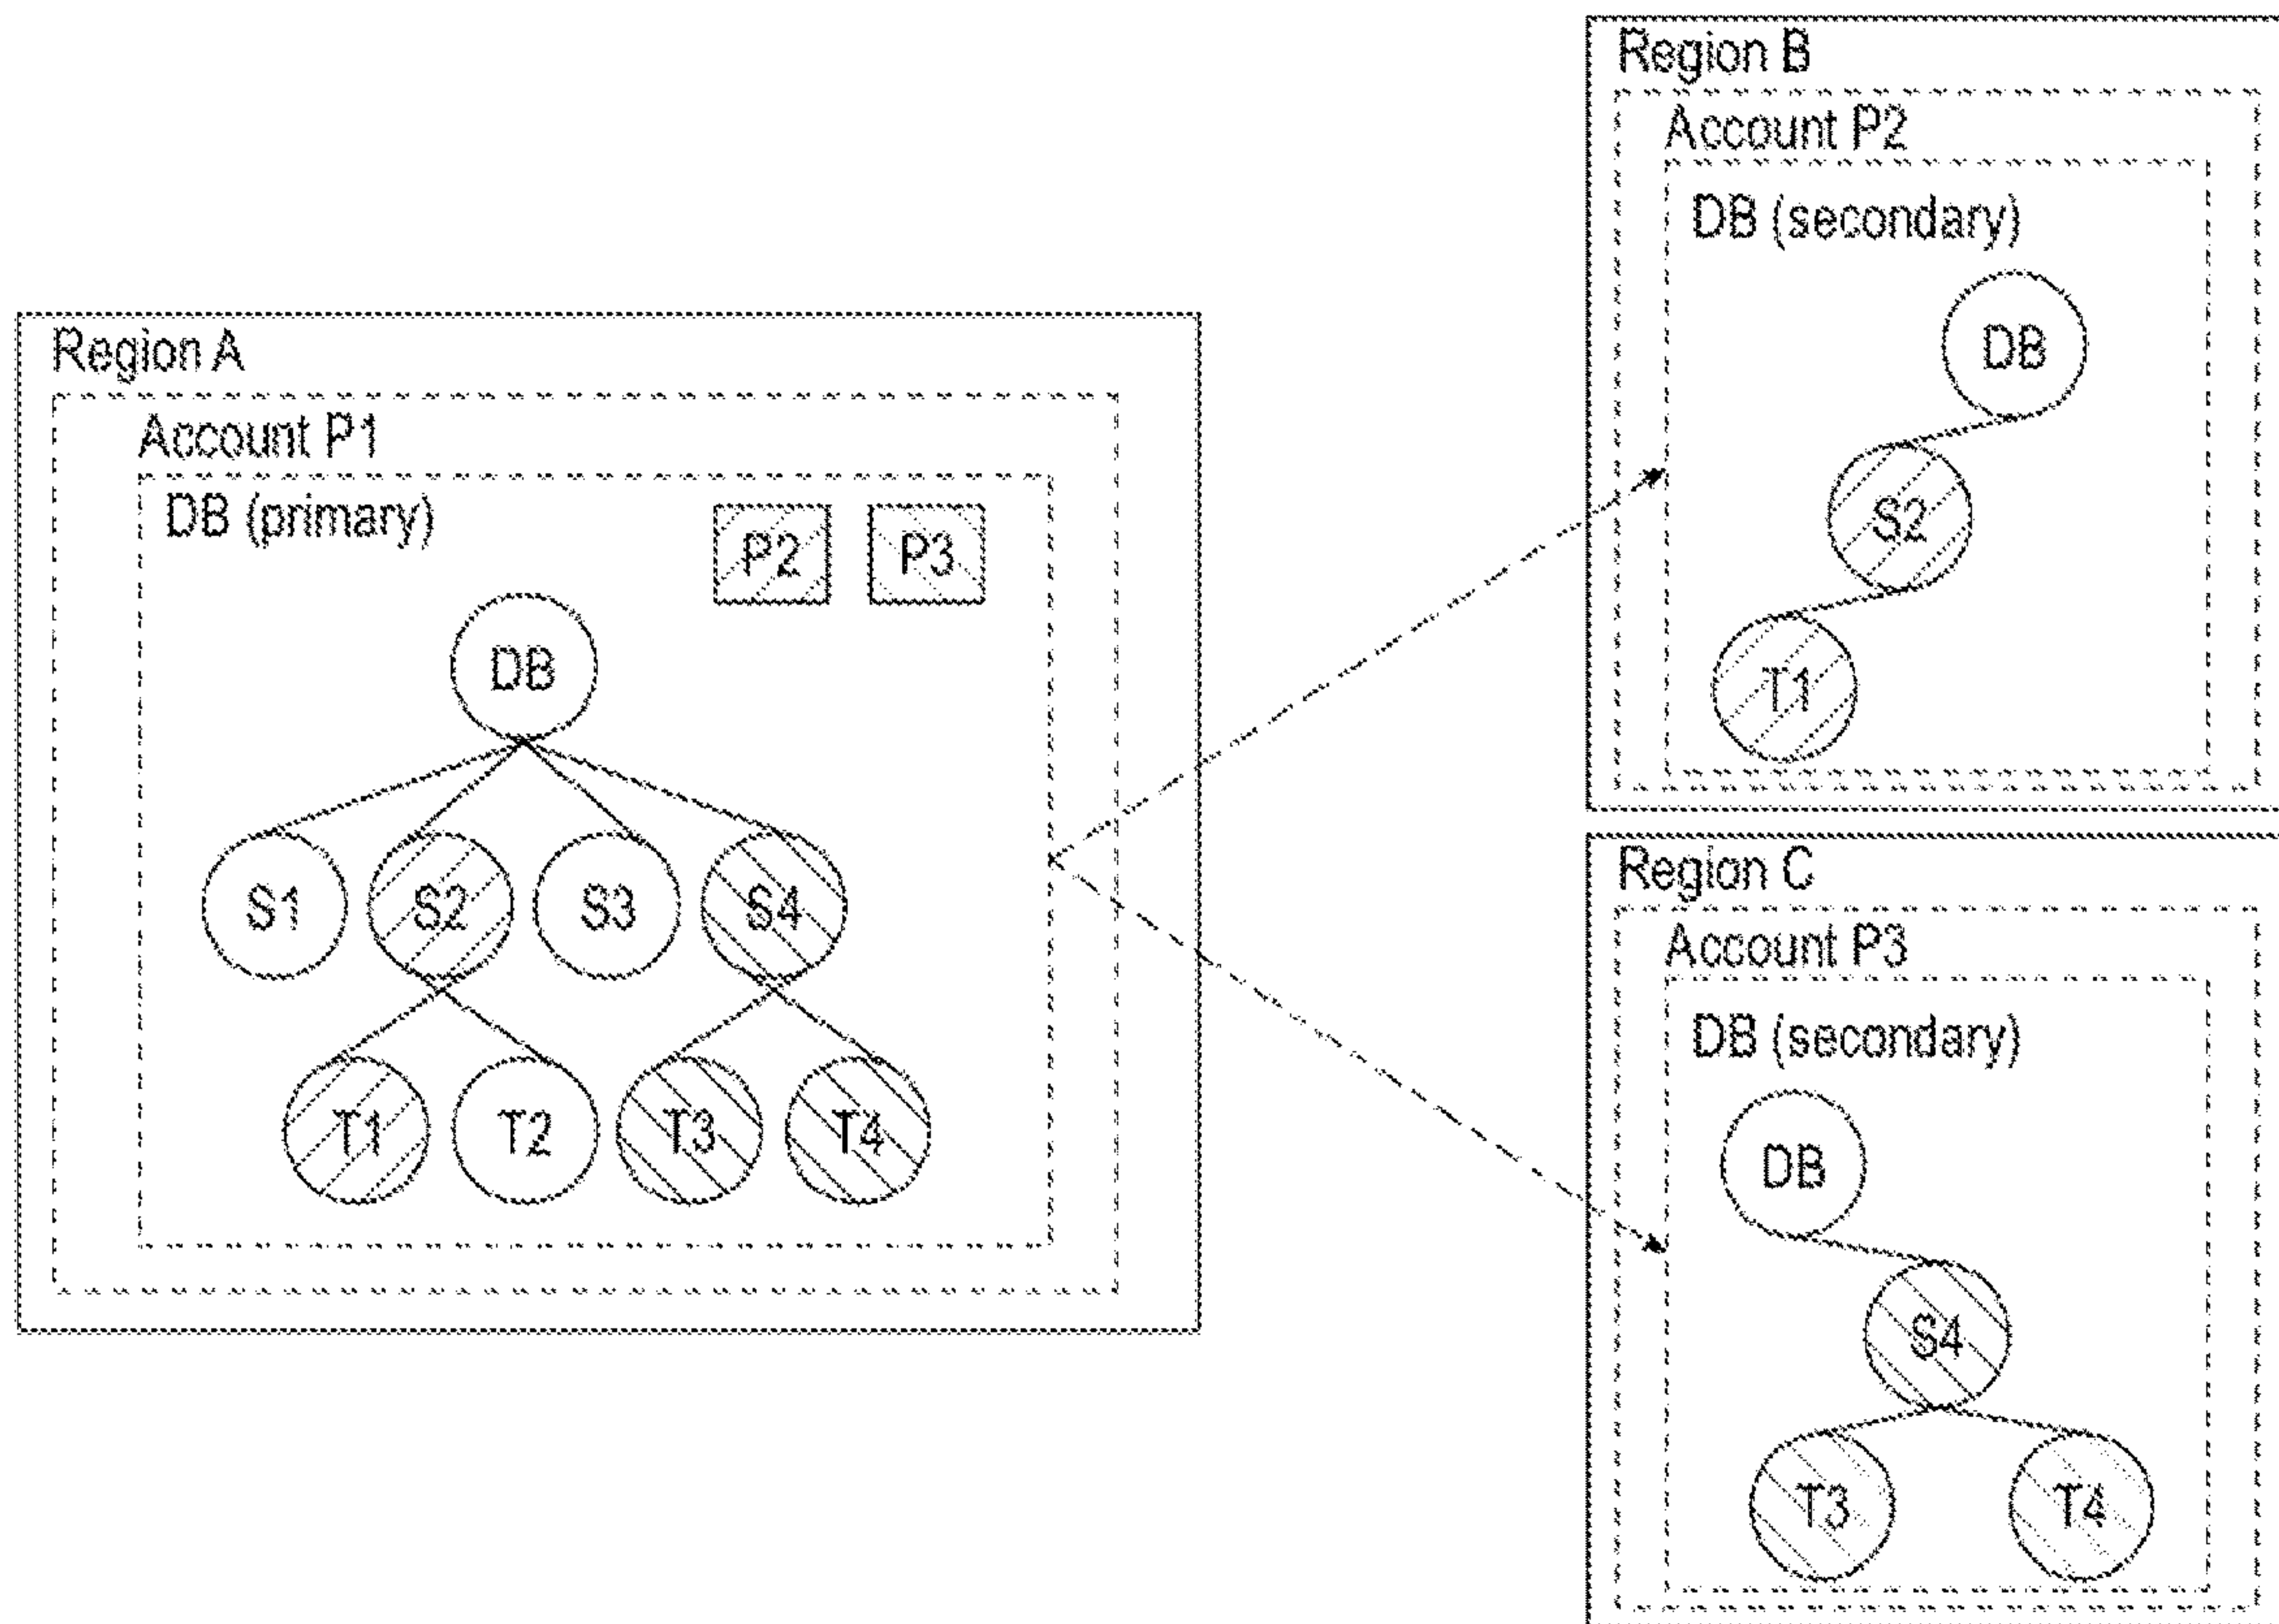 Region A
Account P1
DB (primary)
P2 P3
DB
S1 S2 S3 S4
T1 T2 T3 T4
Region B
Account P2
DB (secondary)
DB
S2
T1
Region C
Account P3
DB (secondary)
DB
S4
T3 T4